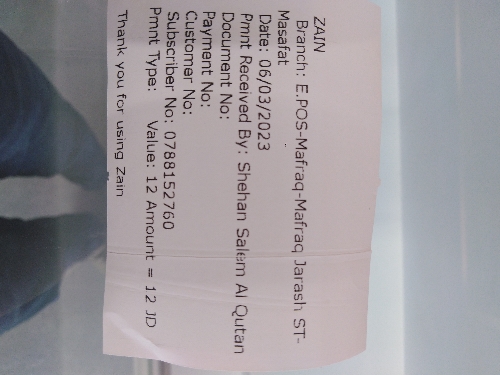 ZAIN
Branch: E.POS-Mafraq-Mafraq Jarash ST-
Masafat
Date: 06/03/2023
Pmnt Received By: Shehan Salem Al Qutan
Document No:
Payment No:
Customer No:
Subscriber No: 0788152760
Pmnt Type: Value: 12 Amount = 12 JD
Thank you for using Zain